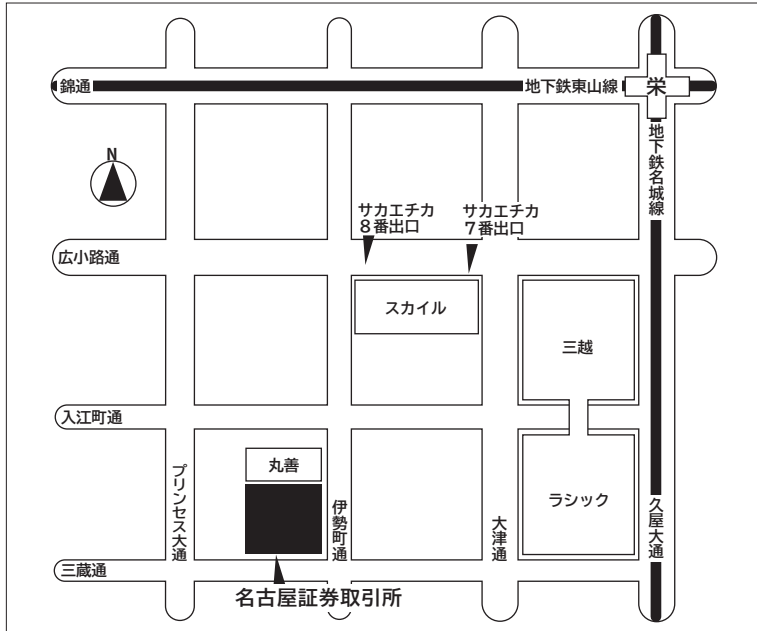 錦通
地下鉄東山線
栄
地下鉄名城線
N
サカエチカ
8番出口
サカエチカ
7番出口
広小路通
スカイル
三越
入江町通
丸善
プリンセス大通
伊勢町通
大津通
ラシック
久屋大通
三蔵通
名古屋証券取引所